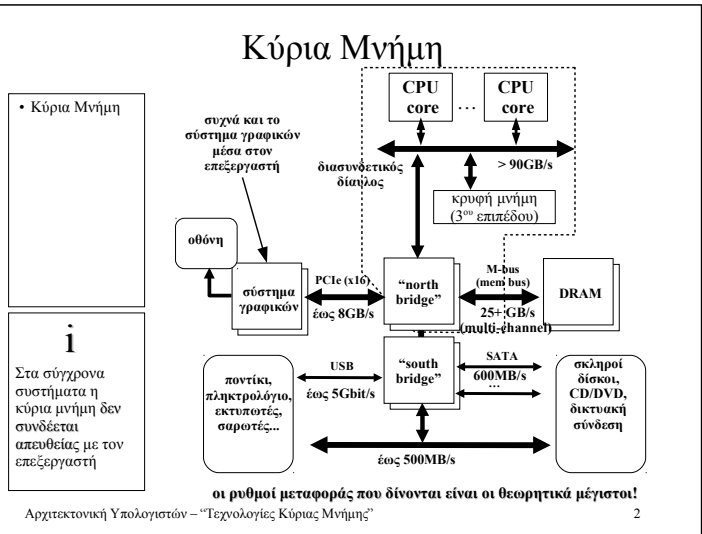 Κύρια Μνήμη
• Κύρια Μνήμη
i
Στα σύγχρονα
συστήματα η
κύρια μνήμη δεν
συνδέεται
απευθείας με τον
επεξεργαστή
συχνά και το
σύστημα γραφικών
μέσα στον
επεξεργαστή
CPU
core
…
CPU
core
διασυνδετικός
δίαυλος
> 90GB/s
κρυφή μνήμη
(3ου επιπέδου)
οθόνη
σύστημα
γραφικών
PCIe (x16)
έως 8GB/s
“north
bridge”
M-bus
(mem bus)
25+ GB/s
(multi-channel)
DRAM
ποντίκι,
πληκτρολόγιο,
εκτυπωτές,
σαρωτές...
USB
έως 5Gbit/s
“south
bridge”
SATA
600MB/s
...
σκληροί
δίσκοι,
CD/DVD,
δικτυακή
σύνδεση
έως 500MB/s
οι ρυθμοί μεταφοράς που δίνονται είναι οι θεωρητικά μέγιστοι!
Αρχιτεκτονική Υπολογιστών – “Τεχνολογίες Κύριας Μνήμης”
2